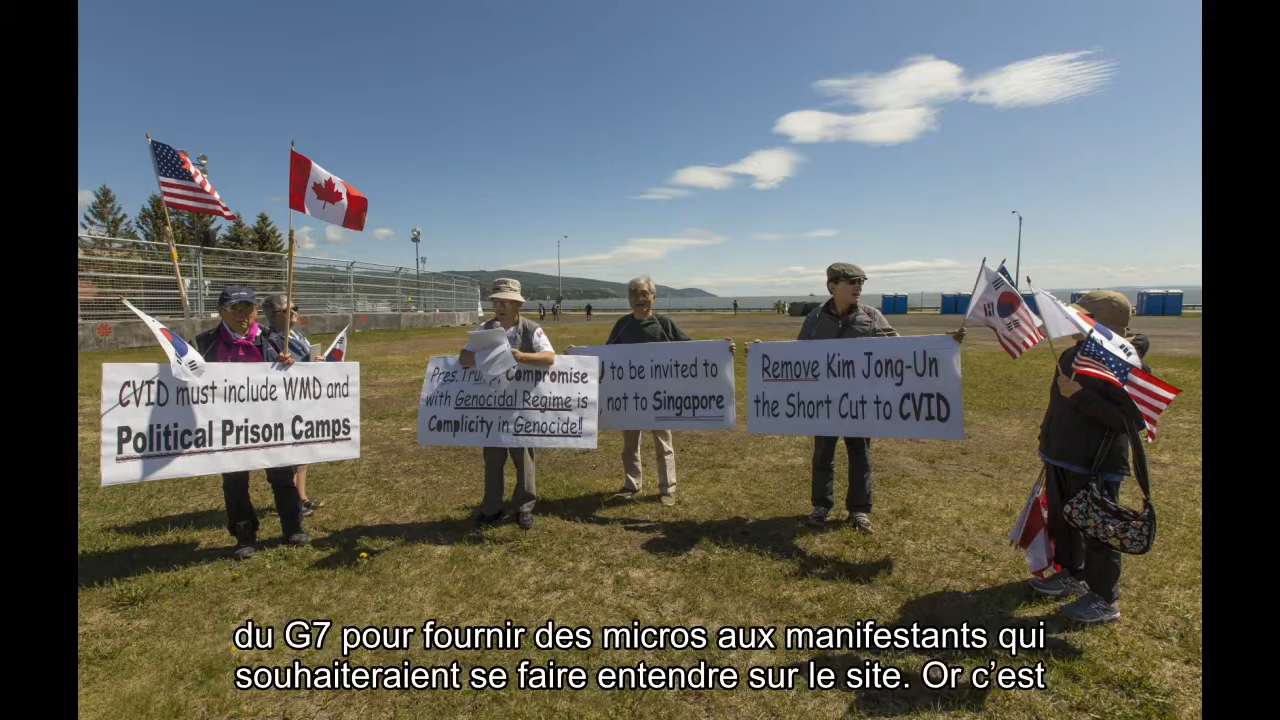 CVID must include WMD and
Political Prison Camps
Pres. Trump, Compromise
with Genocidal Regime is
Complicity in Genocide!!
to be invited to
, not to Singapore
Remove Kim Jong-Un
the Short Cut to CVID
du G7 pour fournir des micros aux manifestants qui
souhaiteraient se faire entendre sur le site. Or c’est